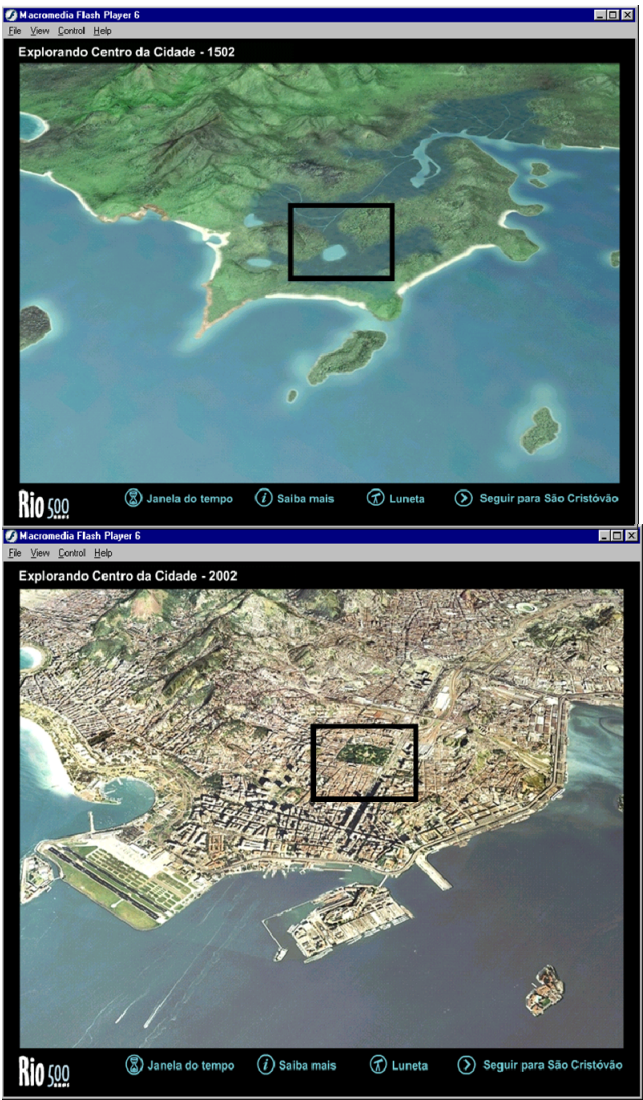 Macromedia Flash Player 6
File View Control Help
Explorando Centro da Cidade - 1502
Rio 500 Janela do tempo i Saiba mais Luneta Seguir para São Cristóvão
Macromedia Flash Player 6
File View Control Help
Explorando Centro da Cidade - 2002
Rio 500 Janela do tempo i Saiba mais Luneta Seguir para São Cristóvão